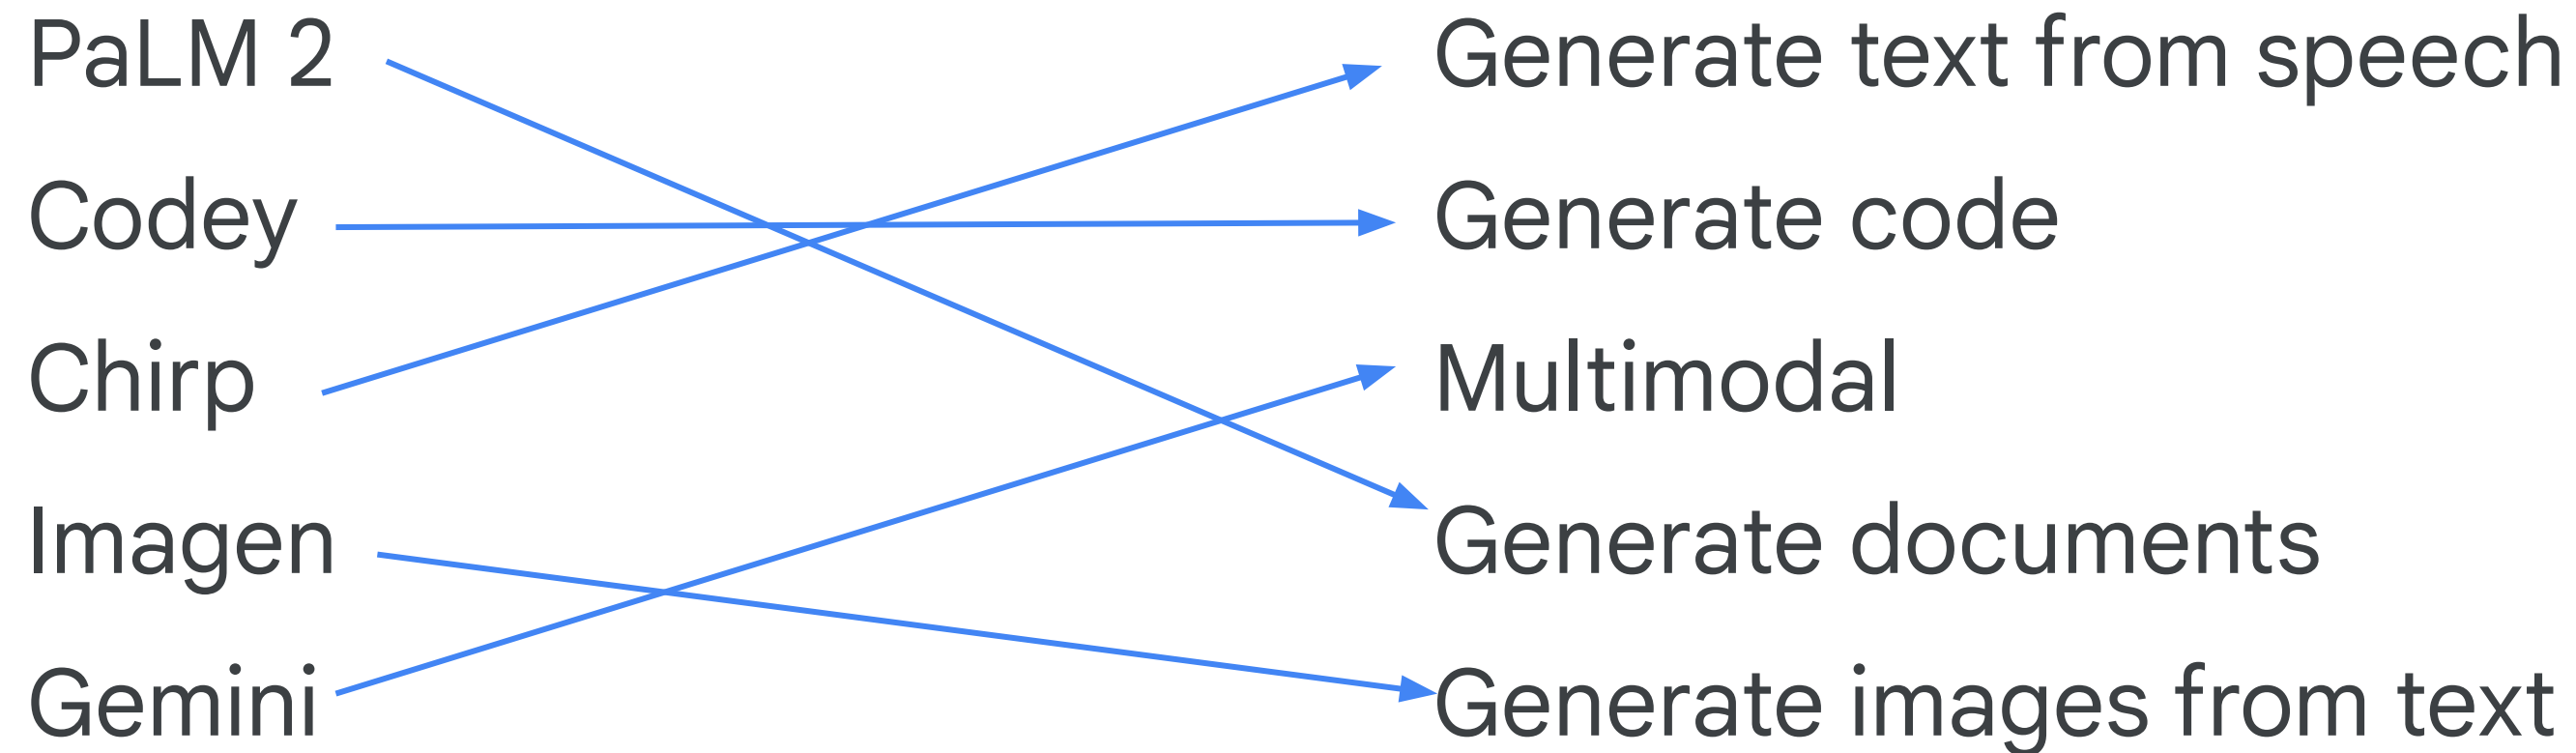 PaLM 2
Codey
Chirp
Imagen
Gemini
Generate text from speech
Generate code
Multimodal
Generate documents
Generate images from text